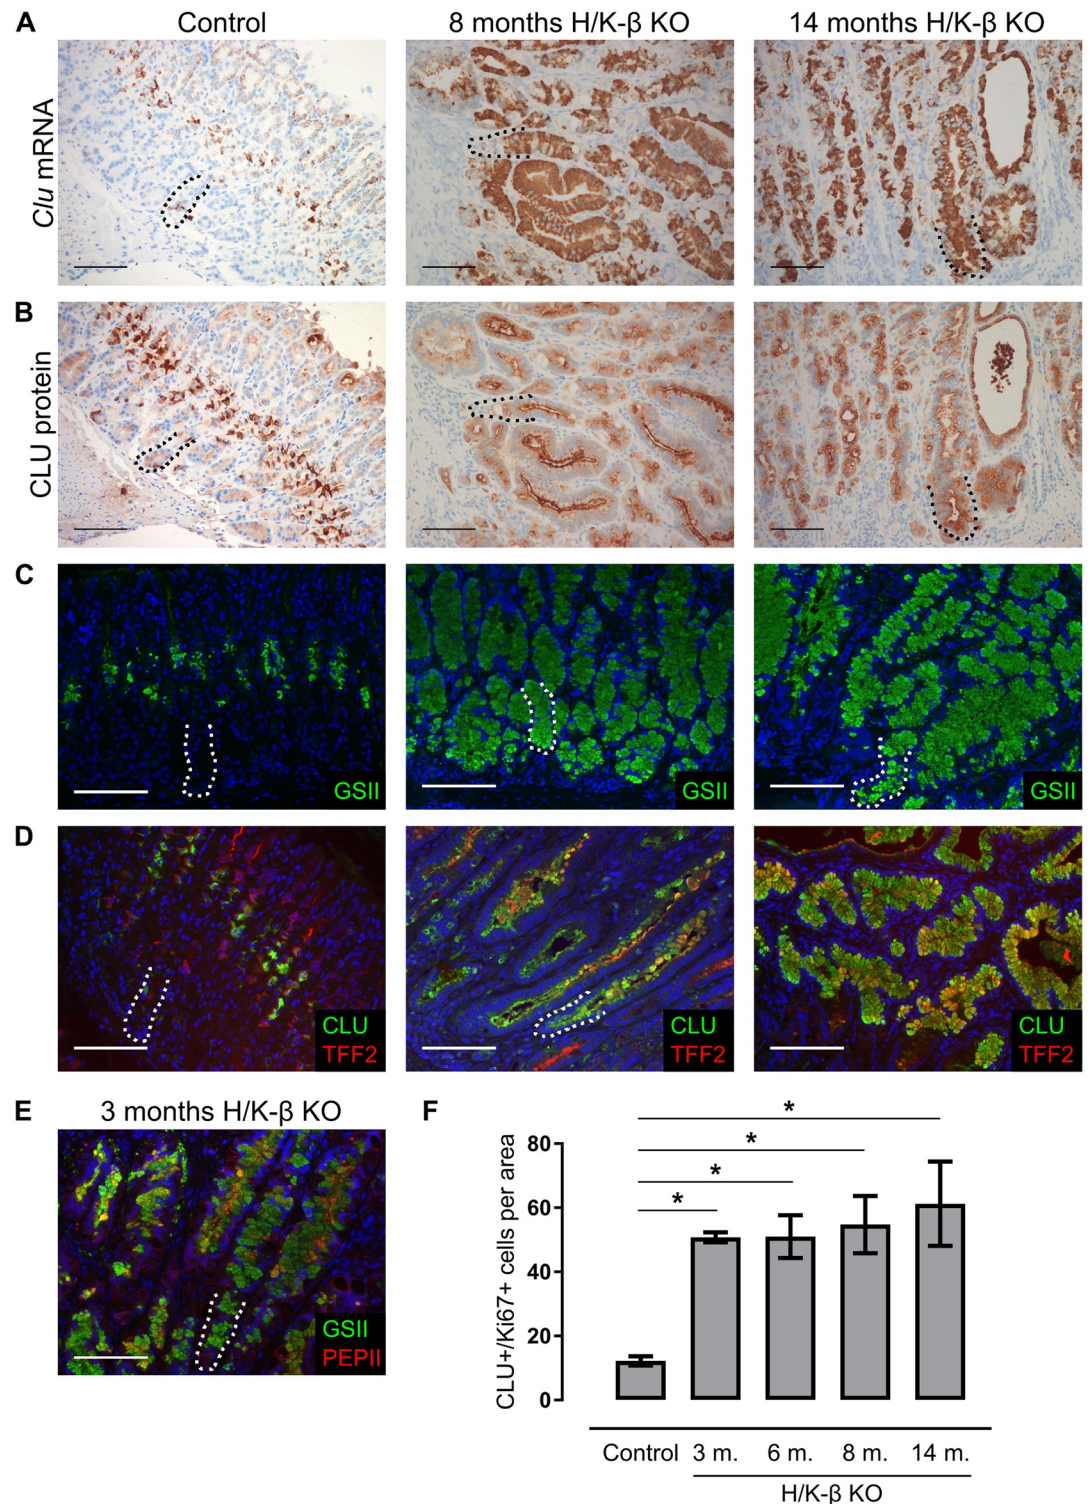 A
Control
8 months H/K-β KO
14 months H/K-β KO
Clu mRNA
B
CLU protein
C
GSII
GSII
GSII
D
CLU
TFF2
CLU
TFF2
CLU
TFF2
E
3 months H/K-β KO
GSII
PEPII
F
*
*
*
*
CLU+/Ki67+ cells per area
80
60
40
20
0
Control
3 m.
6 m.
8 m.
14 m.
H/K-β KO